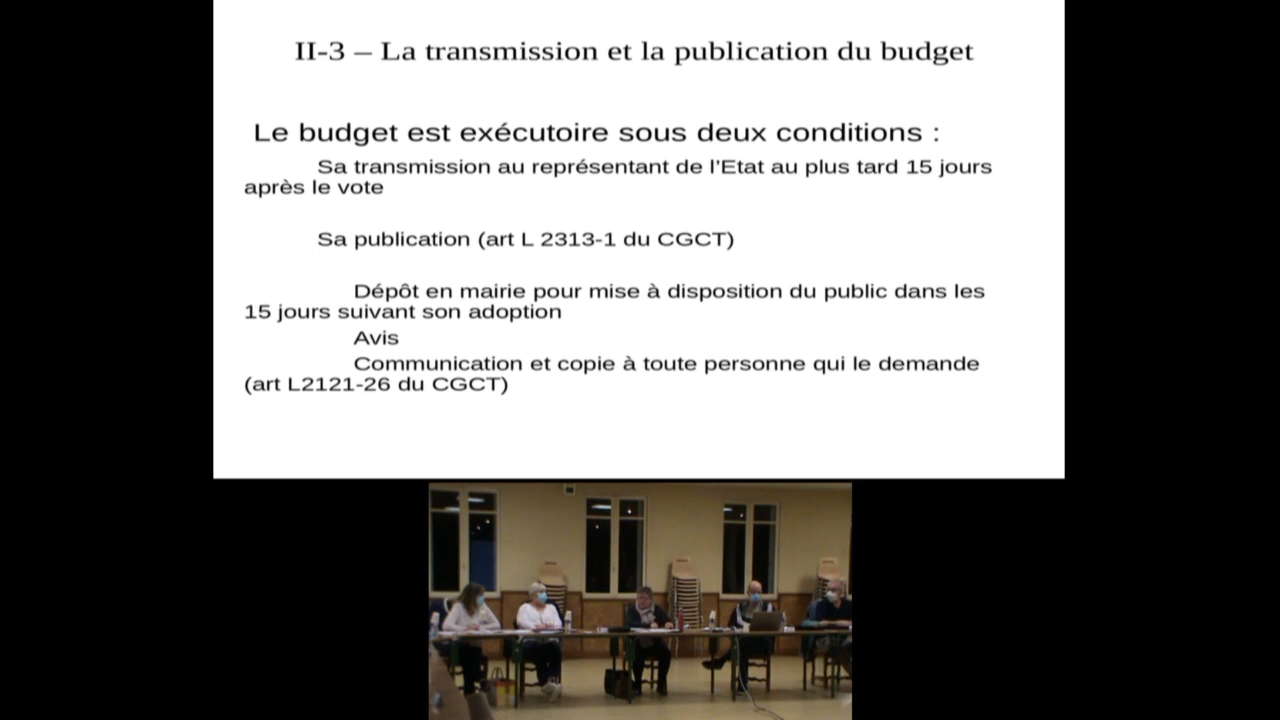 II-3 – La transmission et la publication du budget
Le budget est exécutoire sous deux conditions :
Sa transmission au représentant de l’Etat au plus tard 15 jours
après le vote
Sa publication (art L 2313-1 du CGCT)
Dépôt en mairie pour mise à disposition du public dans les
15 jours suivant son adoption
Avis
Communication et copie à toute personne qui le demande
(art L2121-26 du CGCT)